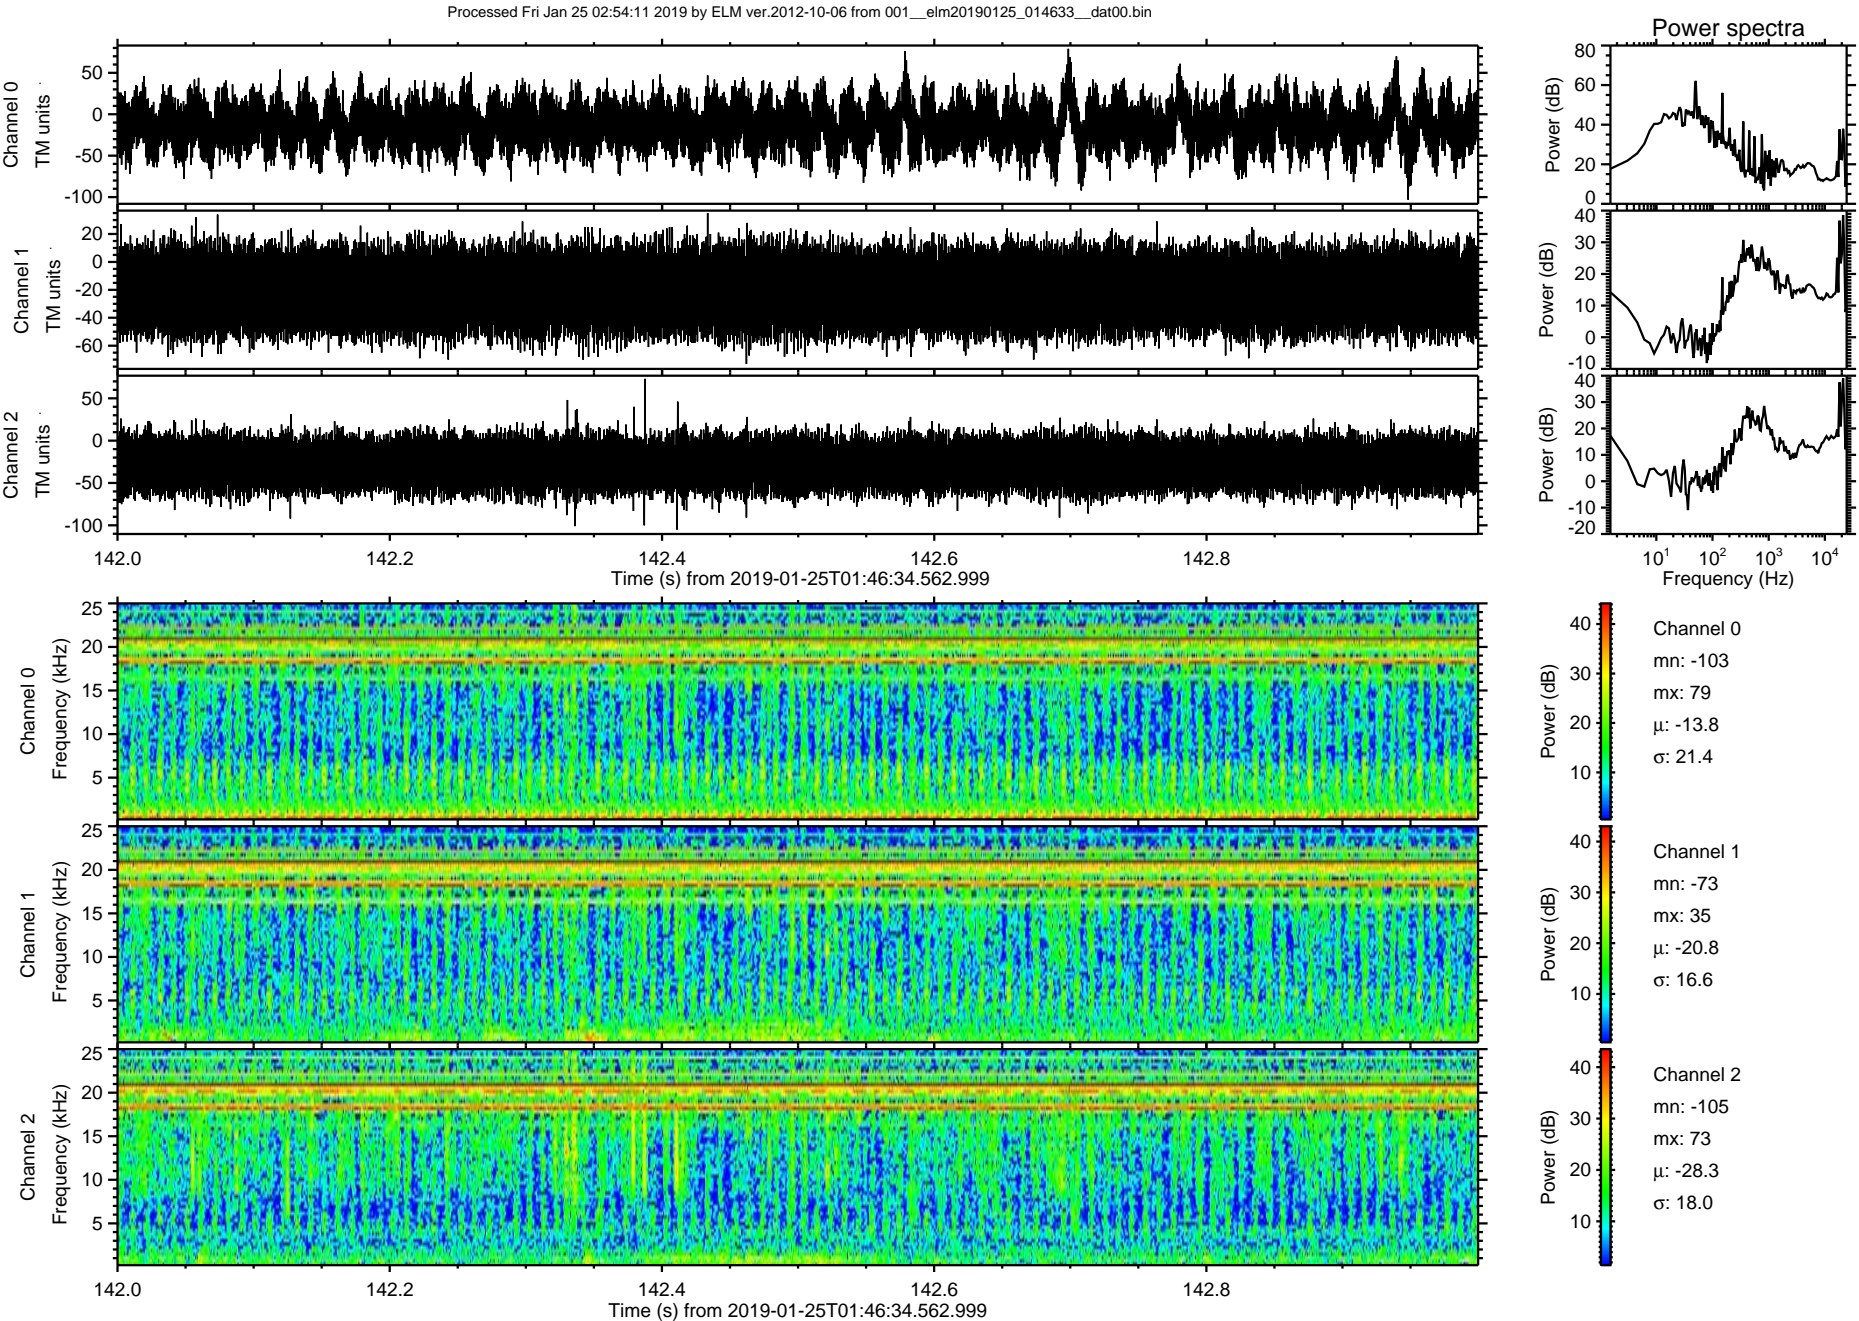 Processed Fri Jan 25 02:54:11 2019 by ELM ver.2012-10-06 from 001__elm20190125_014633__dat00.bin
Power spectra
Channel 0
TM units
50
0
-50
-100
Power (dB)
80
60
40
20
0
Channel 1
TM units
20
0
-20
-40
-60
Power (dB)
40
30
20
10
0
-10
Channel 2
TM units
50
0
-50
-100
Power (dB)
40
30
20
10
0
-10
-20
142.0 142.2 142.4 142.6 142.8
Time (s) from 2019-01-25T01:46:34.562.999
10^1 10^2 10^3 10^4
Frequency (Hz)
Channel 0
Frequency (kHz)
25
20
15
10
5
Power (dB)
40
30
20
10
Channel 0
mn: -103
mx: 79
μ: -13.8
σ: 21.4
Channel 1
Frequency (kHz)
25
20
15
10
5
Power (dB)
40
30
20
10
Channel 1
mn: -73
mx: 35
μ: -20.8
σ: 16.6
Channel 2
Frequency (kHz)
25
20
15
10
5
Power (dB)
40
30
20
10
Channel 2
mn: -105
mx: 73
μ: -28.3
σ: 18.0
142.0 142.2 142.4 142.6 142.8
Time (s) from 2019-01-25T01:46:34.562.999